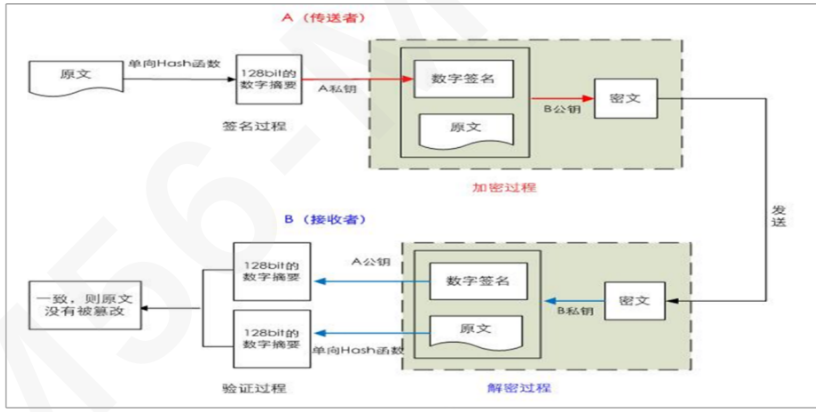 A（传送者）
原文
单向Hash函数
128bit的
数字摘要
A私钥
数字签名
原文
B公钥
密文
签名过程
加密过程
发
送
B（接收者）
一致，则原文
没有被篡改
128bit的
数字摘要
A公钥
数字签名
B私钥
密文
128bit的
数字摘要
单向Hash函数
原文
验证过程
解密过程